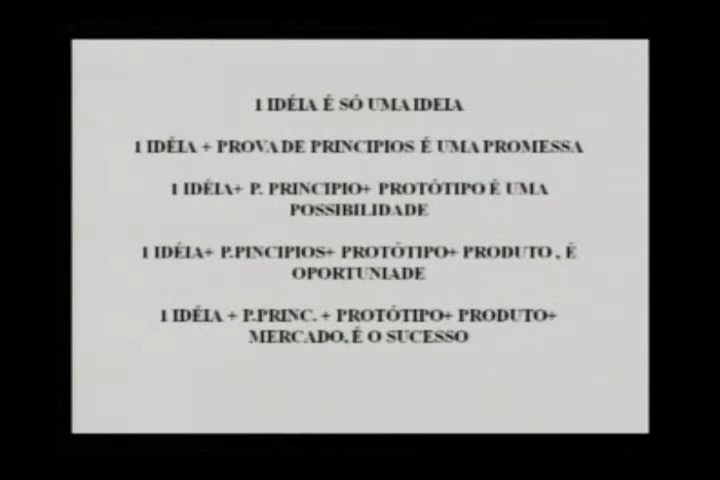 1 IDÉIA É SÓ UMA IDEIA
1 IDÉIA + PROVA DE PRINCIPIOS É UMA PROMESSA
1 IDÉIA+ P. PRINCIPIO+ PROTÓTIPO É UMA
POSSIBILIDADE
1 IDÉIA+ P.PINCIPIOS+ PROTÓTIPO+ PRODUTO , É
OPORTUNIADE
1 IDÉIA + P.PRINC. + PROTÓTIPO+ PRODUTO+
MERCADO, É O SUCESSO